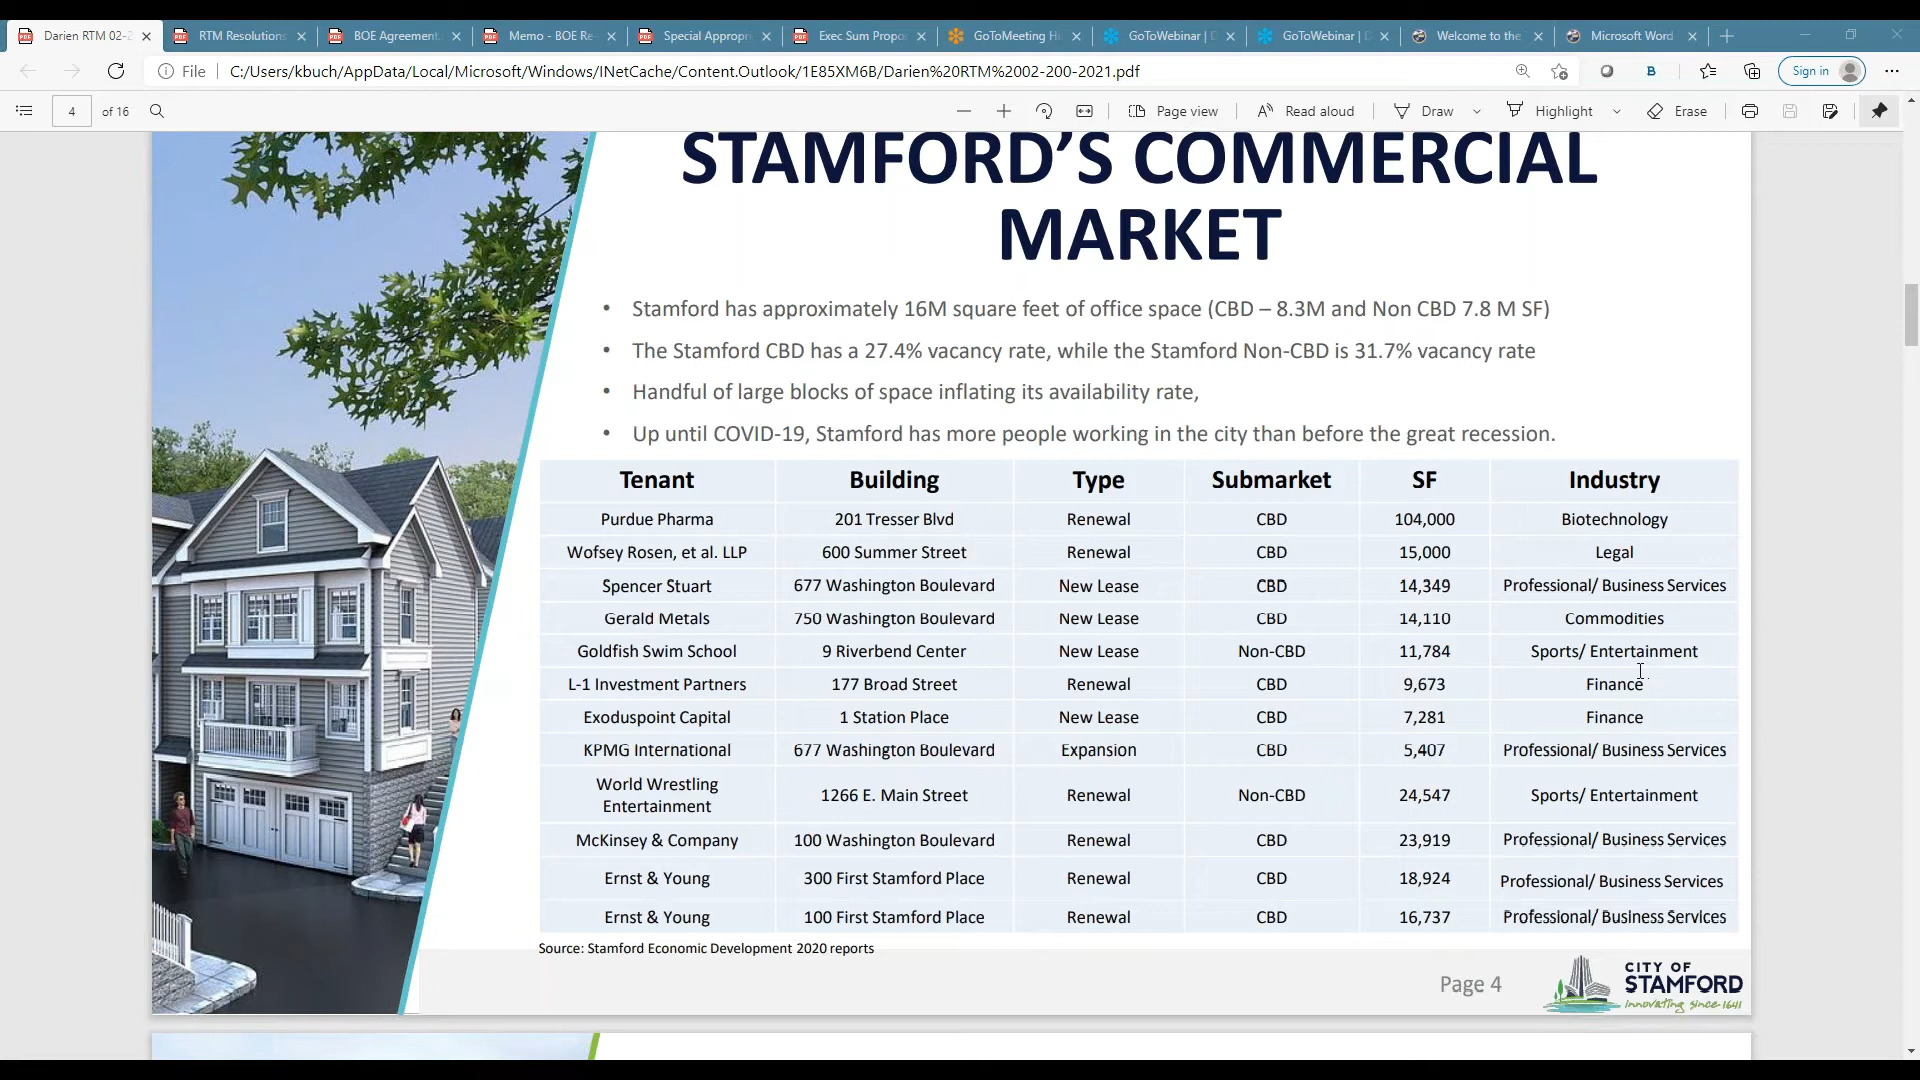 Darien RTM 02-2
RTM Resolutions
BOE Agreement.
Memo - BOE Re
Special Appropri
Exec Sum Propo
GoToMeeting H
GoToWebinar | D
GoToWebinar | D
Welcome to the
Microsoft Word
File
C:/Users/kbuch/AppData/Local/Microsoft/Windows/INetCache/Content.Outlook/1E85XM6B/Darien%20RTM%2002-200-2021.pdf
B
Sign in
4 of 16
Page view
Read aloud
Draw
Highlight
Erase
STAMFORD'S COMMERCIAL
MARKET
• Stamford has approximately 16M square feet of office space (CBD – 8.3M and Non CBD 7.8 M SF)
• The Stamford CBD has a 27.4% vacancy rate, while the Stamford Non-CBD is 31.7% vacancy rate
• Handful of large blocks of space inflating its availability rate,
• Up until COVID-19, Stamford has more people working in the city than before the great recession.
Tenant Building Type Submarket SF Industry
Purdue Pharma 201 Tresser Blvd Renewal CBD 104,000 Biotechnology
Wofsey Rosen, et al. LLP 600 Summer Street Renewal CBD 15,000 Legal
Spencer Stuart 677 Washington Boulevard New Lease CBD 14,349 Professional/ Business Services
Gerald Metals 750 Washington Boulevard New Lease CBD 14,110 Commodities
Goldfish Swim School 9 Riverbend Center New Lease Non-CBD 11,784 Sports/ Entertainment
L-1 Investment Partners 177 Broad Street Renewal CBD 9,673 Finance
Exoduspoint Capital 1 Station Place New Lease CBD 7,281 Finance
KPMG International 677 Washington Boulevard Expansion CBD 5,407 Professional/ Business Services
World Wrestling
Entertainment 1266 E. Main Street Renewal Non-CBD 24,547 Sports/ Entertainment
McKinsey & Company 100 Washington Boulevard Renewal CBD 23,919 Professional/ Business Services
Ernst & Young 300 First Stamford Place Renewal CBD 18,924 Professional/ Business Services
Ernst & Young 100 First Stamford Place Renewal CBD 16,737 Professional/ Business Services
Source: Stamford Economic Development 2020 reports
Page 4
CITY OF
STAMFORD
innovating since 1641